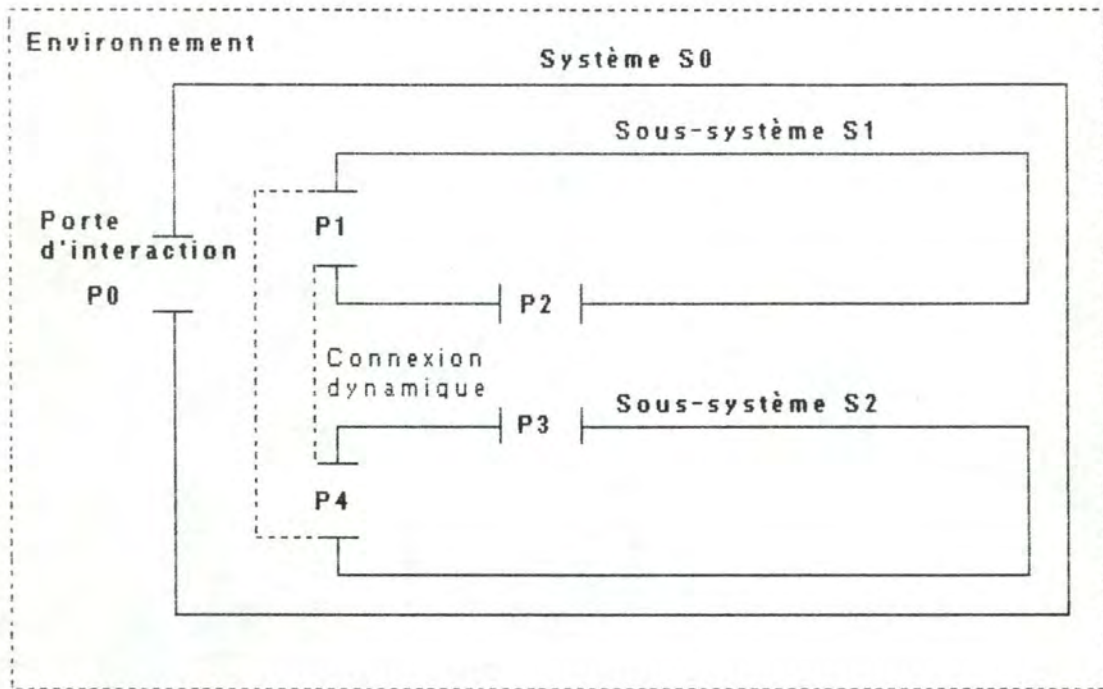 Environnement
Système S0
Sous-système S1
Porte
d'interaction
P0
P1
P2
Connexion
dynamique
P3
Sous-système S2
P4